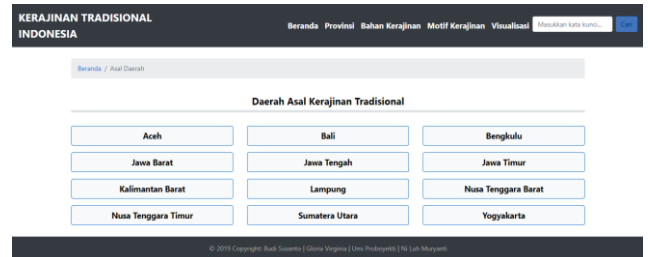 KERAJINAN TRADISIONAL
INDONESIA
Beranda Provinsi Bahan Kerajinan Motif Kerajinan Visualisasi Masukkan kata kunci... Cari
Beranda / Asal Daerah
Daerah Asal Kerajinan Tradisional
Aceh Bali Bengkulu
Jawa Barat Jawa Tengah Jawa Timur
Kalimantan Barat Lampung Nusa Tenggara Barat
Nusa Tenggara Timur Sumatera Utara Yogyakarta
© 2019 Copyright: Budi Susanto | Gloria Virginia | Umi Proboyekti | Ni Luh Muryanti